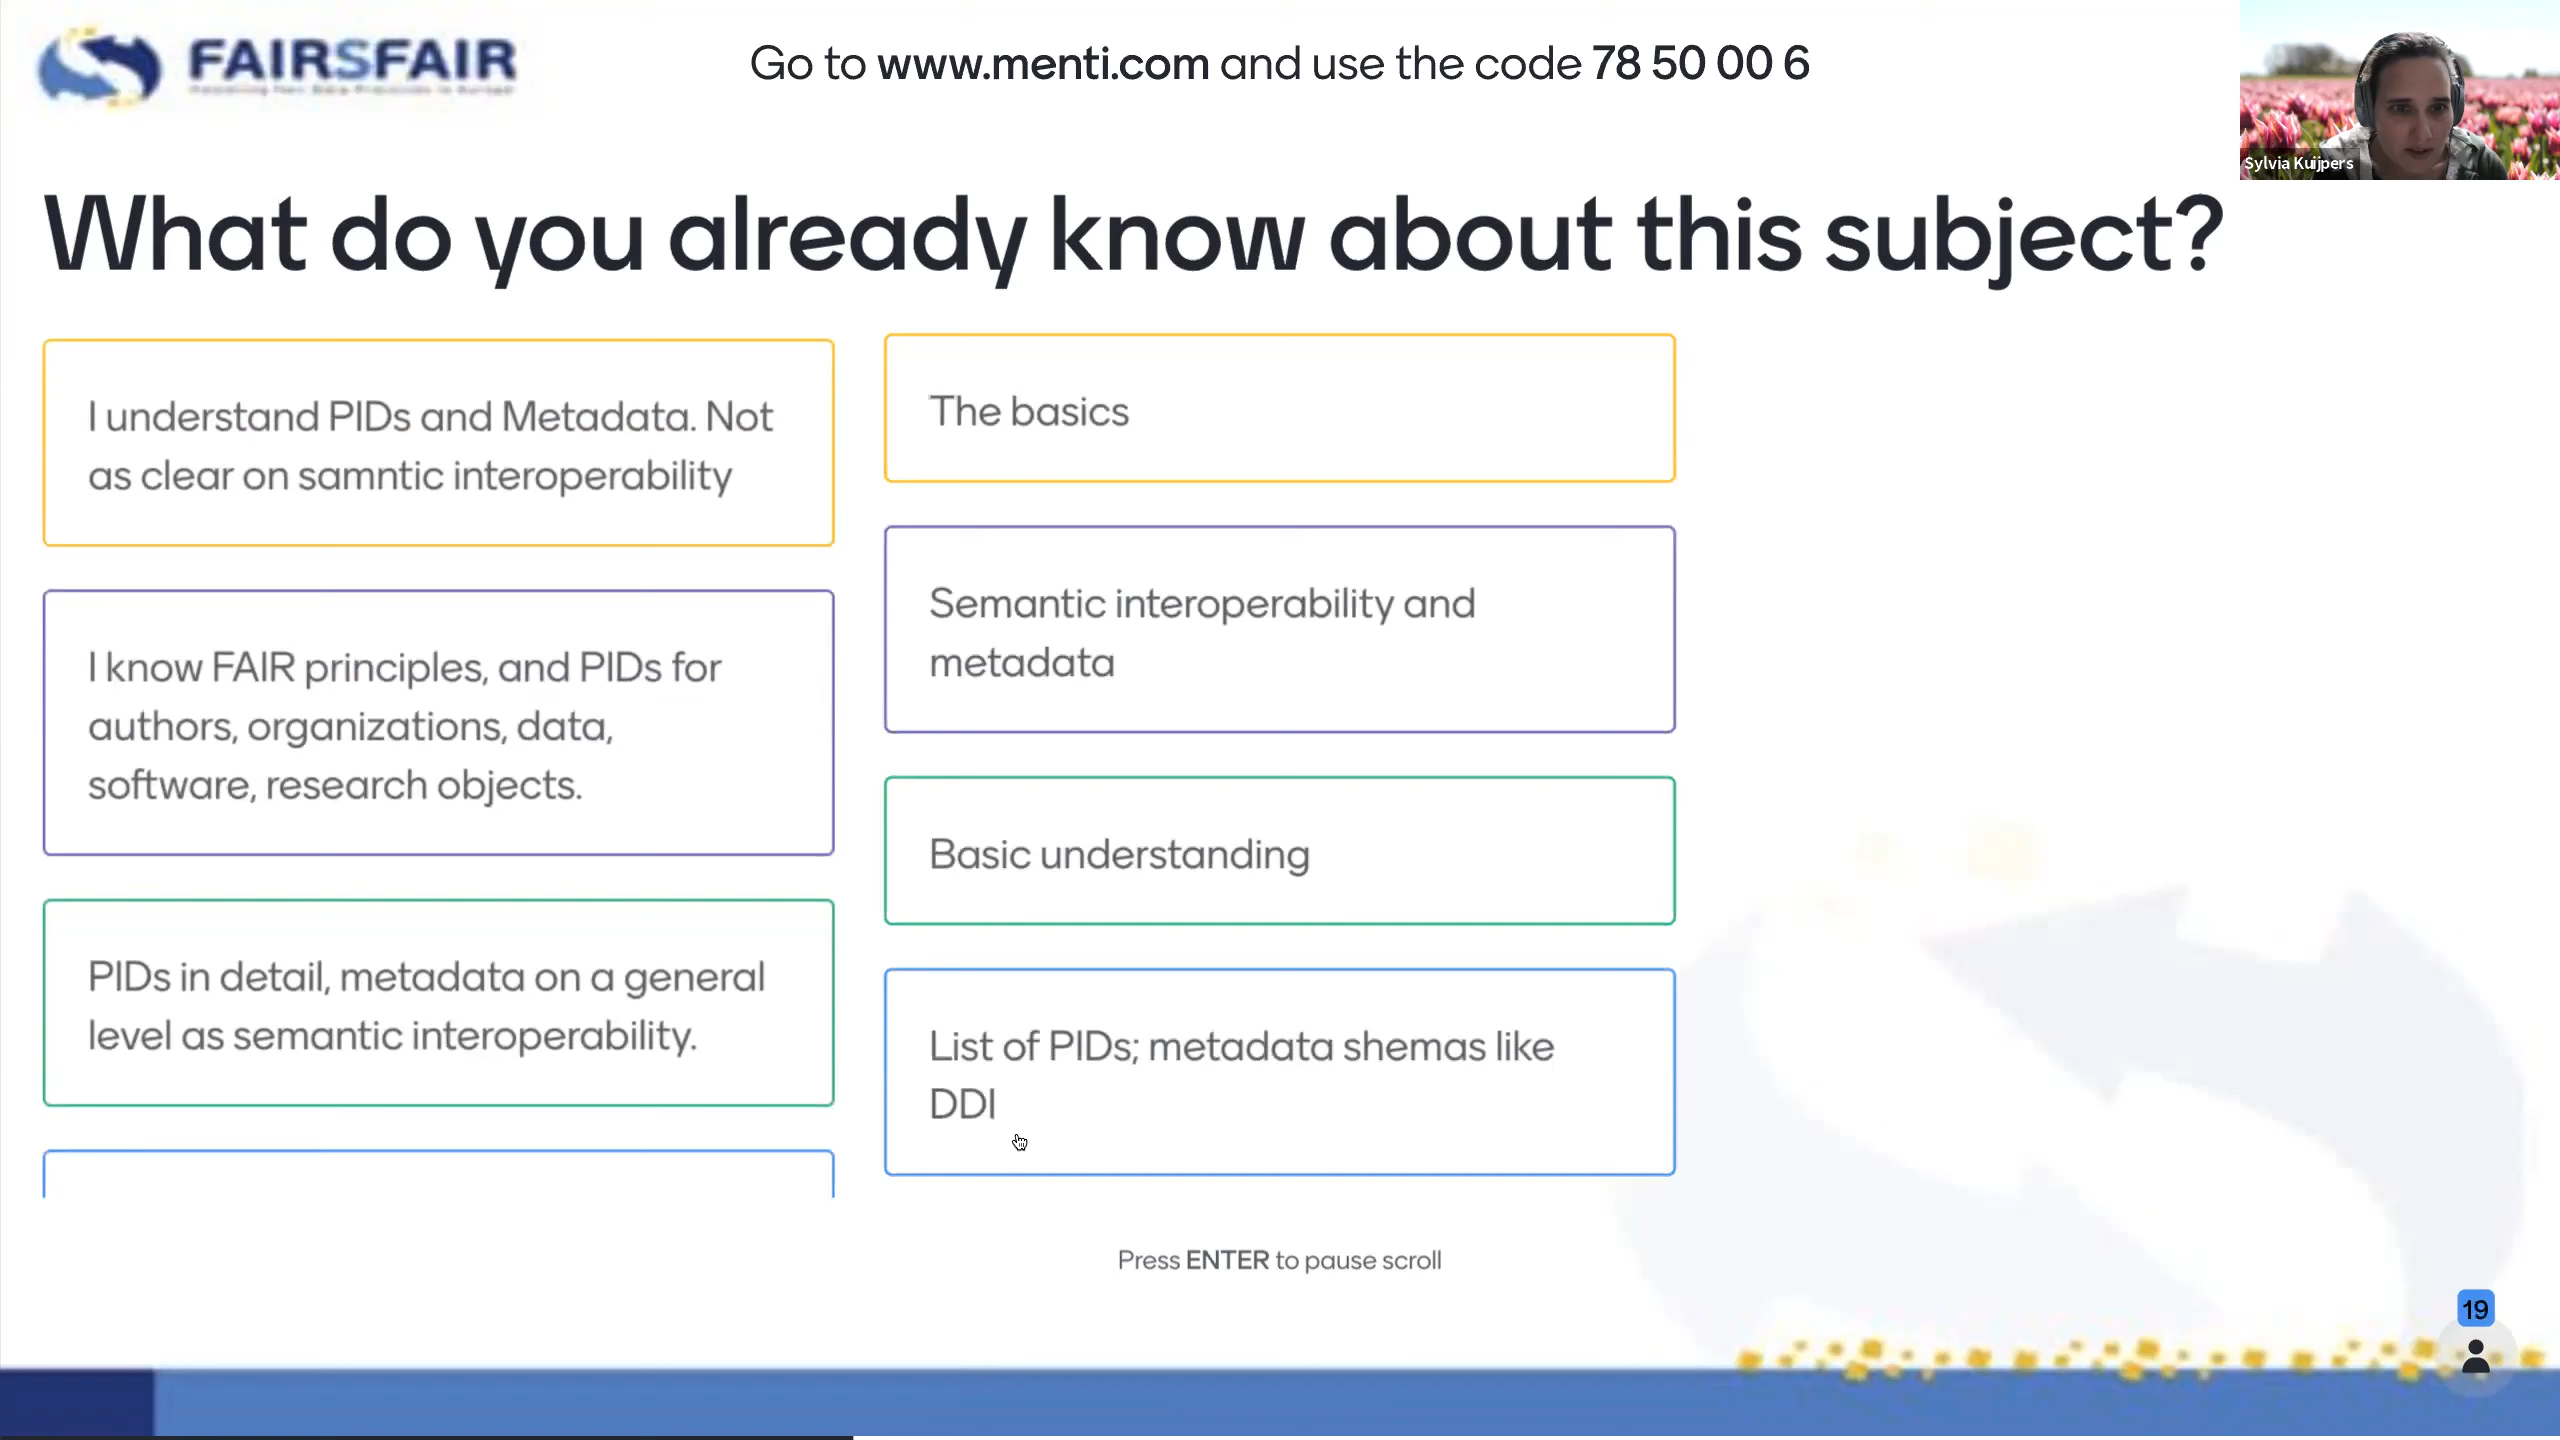 FAIRSFAIR
Go to www.menti.com and use the code 78 50 00 6
Sylvia Kuijpers
What do you already know about this subject?
I understand PIDs and Metadata. Not
as clear on samntic interoperability
I know FAIR principles, and PIDs for
authors, organizations, data,
software, research objects.
PIDs in detail, metadata on a general
level as semantic interoperability.
The basics
Semantic interoperability and
metadata
Basic understanding
List of PIDs; metadata shemas like
DDI
Press ENTER to pause scroll
19